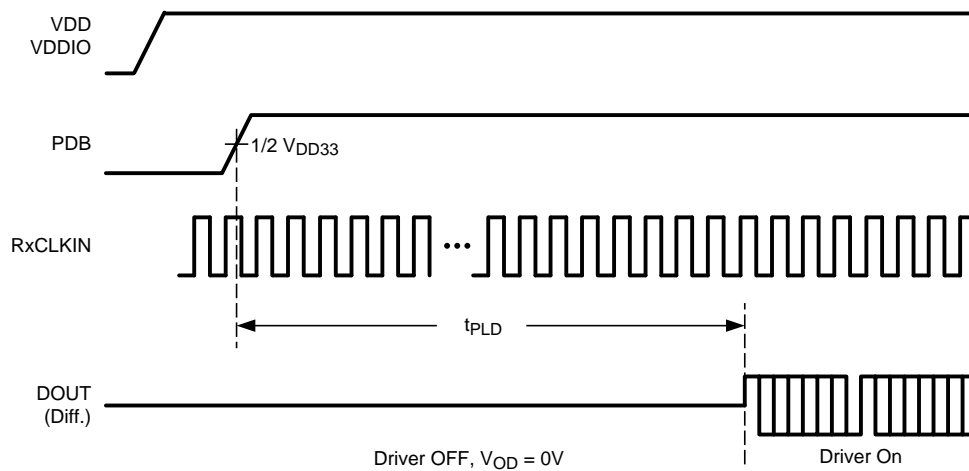 VDD
VDDIO
PDB
1/2 VDD33
RxCLKIN
tPLD
DOUT
(Diff.)
Driver OFF, VOD = 0V
Driver On